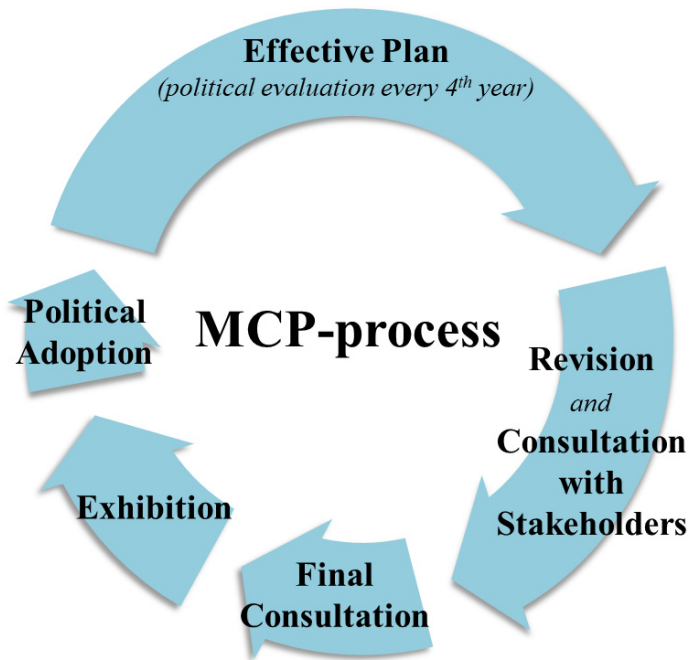 Effective Plan
(political evaluation every 4th year)
Revision
and
Consultation
with
Stakeholders
Final
Consultation
Exhibition
Political
Adoption
MCP-process